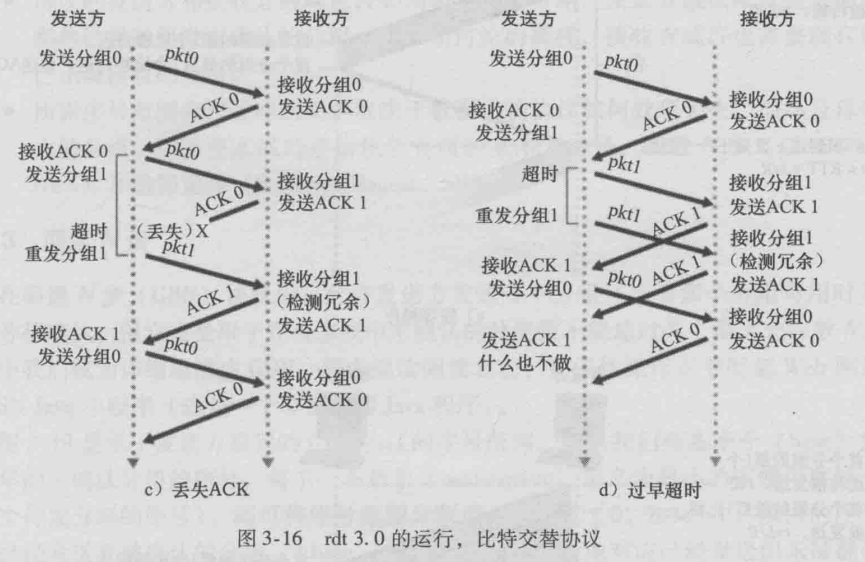 发送方
接收方
发送分组0
pkt0
接收分组0
发送ACK 0
ACK 0
接收ACK 0
发送分组1
pkt0
接收分组1
发送ACK 1
ACK 0
超时
(丢失)X
重发分组1
pkt1
接收分组1
(检测冗余)
发送ACK 1
ACK 1
接收ACK
发送分组0
pkt0
接收分组0
发送ACK 0
ACK 0
c) 丢失ACK
发送方
接收方
发送分组0
pkt0
接收分组0
发送ACK 0
ACK 0
接收ACK 0
发送分组1
pkt1
超时
接收分组1
发送ACK 1
重发分组1
pkt1
ACK 1
接收分组1
(检测冗余)
发送ACK 1
接收ACK 1
发送分组0
pkt0
ACK 1
接收分组0
发送ACK 0
发送ACK 1
什么也不做
ACK 0
d) 过早超时
图 3-16 rdt 3.0 的运行，比特交替协议